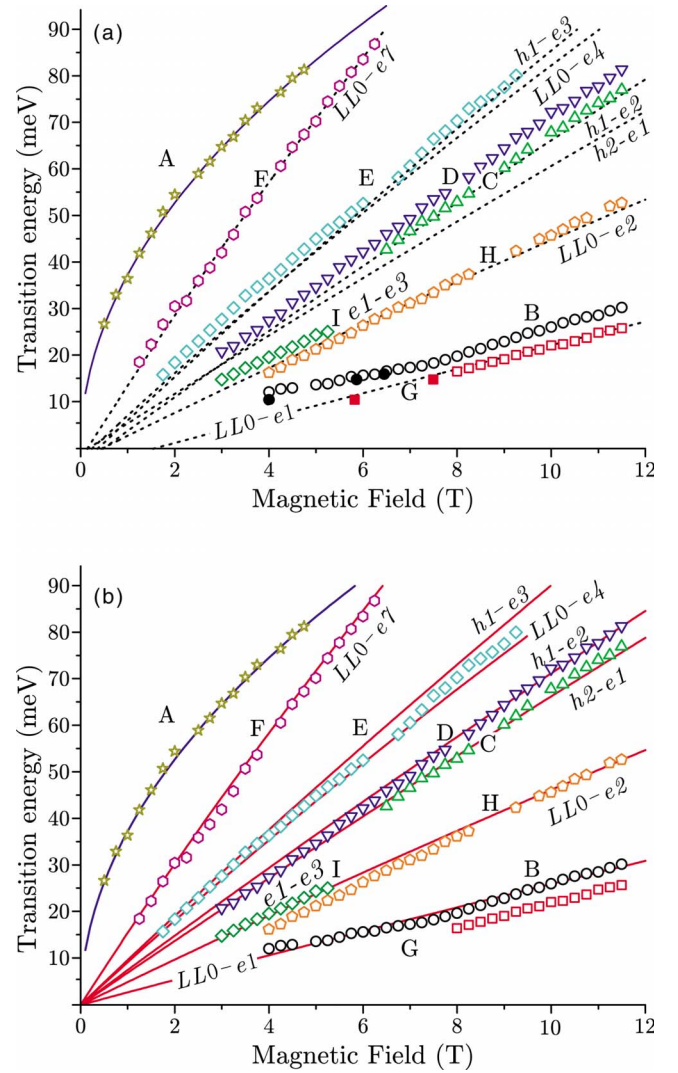 (a)
90
80
70
60
50
40
30
20
10
Transition energy (meV)
A
F
LL0-e7
E
h1-e3
LL0-e4
D
C
h1-e2
h2-e1
H
LL0-e2
I e1-e3
B
G
LL0-e1
0 2 4 6 8 10 12
Magnetic Field (T)
(b)
90
80
70
60
50
40
30
20
10
Transition energy (meV)
A
F
LL0-e7
E
h1-e3
LL0-e4
D
C
h1-e2
h2-e1
H
LL0-e2
I
e1-e3
B
G
LL0-e1
0 2 4 6 8 10 12
Magnetic Field (T)